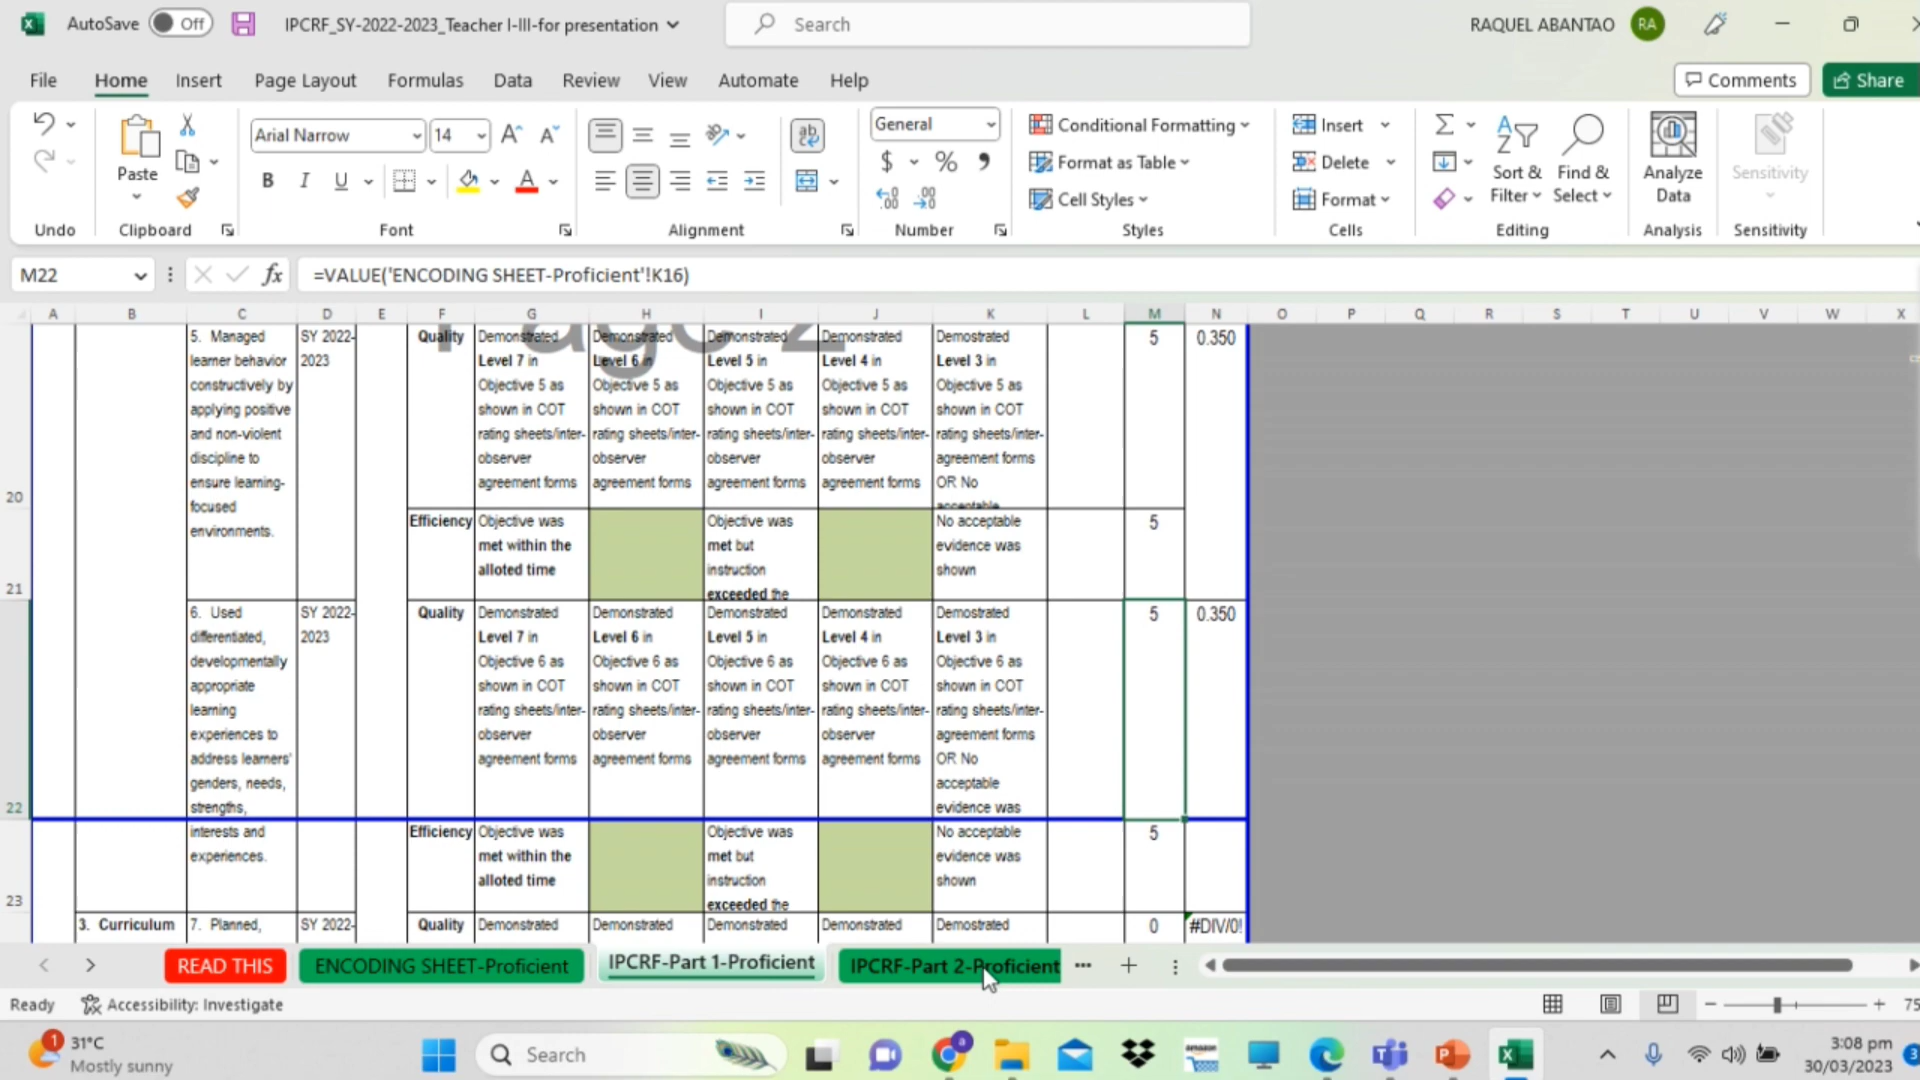 AutoSave Off IPCRF_SY-2022-2023_Teacher I-III-for presentation Search RAQUEL ABANTAO RA
File Home Insert Page Layout Formulas Data Review View Automate Help Comments Share
Paste
Arial Narrow 14
B I U
General
$ % 9
Conditional Formatting
Format as Table
Cell Styles
Insert
Delete
Format
Sort & Filter
Find & Select
Analyze Data
Sensitivity
Undo Clipboard Font Alignment Number Styles Cells Editing Analysis Sensitivity
M22 fx =VALUE('ENCODING SHEET-Proficient'!K16)
A B C D E F G H I J K L M N O P Q R S T U V W X
Page 2
20
5. Managed
learner behavior
constructively by
applying positive
and non-violent
discipline to
ensure learning-
focused
environments.
SY 2022-
2023
Quality
Demonstrated
Level 7 in
Objective 5 as
shown in COT
rating sheets/inter-
observer
agreement forms
Demonstrated
Level 6 in
Objective 5 as
shown in COT
rating sheets/inter-
observer
agreement forms
Demonstrated
Level 5 in
Objective 5 as
shown in COT
rating sheets/inter-
observer
agreement forms
Demonstrated
Level 4 in
Objective 5 as
shown in COT
rating sheets/inter-
observer
agreement forms
Demostrated
Level 3 in
Objective 5 as
shown in COT
rating sheets/inter-
agreement forms
OR No
acceptable
5
0.350
21
Efficiency
Objective was
met within the
alloted time
Objective was
met but
instruction
exceeded the
No acceptable
evidence was
shown
5
22
6. Used
differentiated,
developmentally
appropriate
learning
experiences to
address learners'
genders, needs,
strengths,
interests and
experiences.
SY 2022-
2023
Quality
Demonstrated
Level 7 in
Objective 6 as
shown in COT
rating sheets/inter-
observer
agreement forms
Demonstrated
Level 6 in
Objective 6 as
shown in COT
rating sheets/inter-
observer
agreement forms
Demonstrated
Level 5 in
Objective 6 as
shown in COT
rating sheets/inter-
observer
agreement forms
Demonstrated
Level 4 in
Objective 6 as
shown in COT
rating sheets/inter-
observer
agreement forms
Demostrated
Level 3 in
Objective 6 as
shown in COT
rating sheets/inter-
agreement forms
OR No
acceptable
evidence was
5
0.350
23
Efficiency
Objective was
met within the
alloted time
Objective was
met but
instruction
exceeded the
No acceptable
evidence was
shown
5
3. Curriculum 7. Planned, SY 2022- Quality Demonstrated Demonstrated Demonstrated Demonstrated Demostrated 0 #DIV/0!
READ THIS ENCODING SHEET-Proficient IPCRF-Part 1-Proficient IPCRF-Part 2-Proficient
Ready Accessibility: Investigate 75
1 31°C
Mostly sunny
Search
amazon
3:08 pm
30/03/2023
3